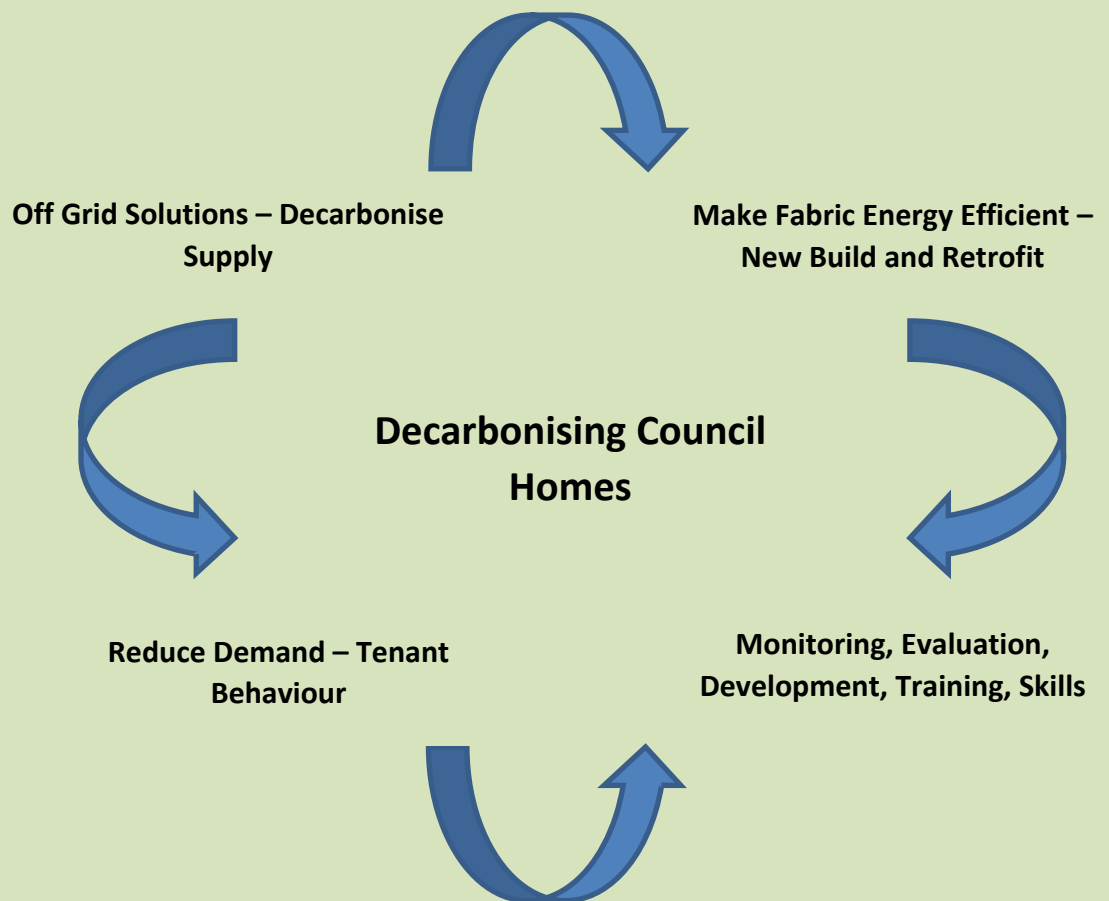 Off Grid Solutions – Decarbonise
Supply
Make Fabric Energy Efficient –
New Build and Retrofit
Decarbonising Council
Homes
Reduce Demand – Tenant
Behaviour
Monitoring, Evaluation,
Development, Training, Skills